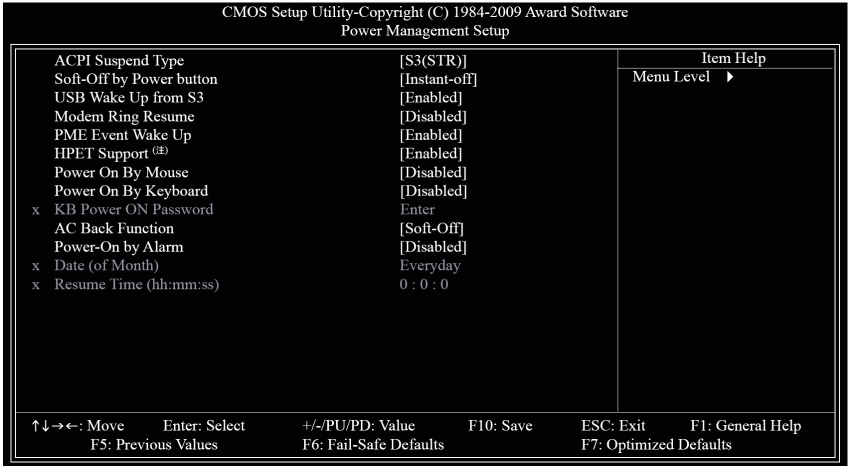 CMOS Setup Utility-Copyright (C) 1984-2009 Award Software
Power Management Setup
ACPI Suspend Type [S3(STR)]
Soft-Off by Power button [Instant-off]
USB Wake Up from S3 [Enabled]
Modem Ring Resume [Disabled]
PME Event Wake Up [Enabled]
HPET Support (注) [Enabled]
Power On By Mouse [Disabled]
Power On By Keyboard [Disabled]
x KB Power ON Password Enter
AC Back Function [Soft-Off]
Power-On by Alarm [Disabled]
x Date (of Month) Everyday
x Resume Time (hh:mm:ss) 0 : 0 : 0
Item Help
Menu Level ▶
↑↓→←: Move Enter: Select +/-/PU/PD: Value F10: Save ESC: Exit F1: General Help
F5: Previous Values F6: Fail-Safe Defaults F7: Optimized Defaults